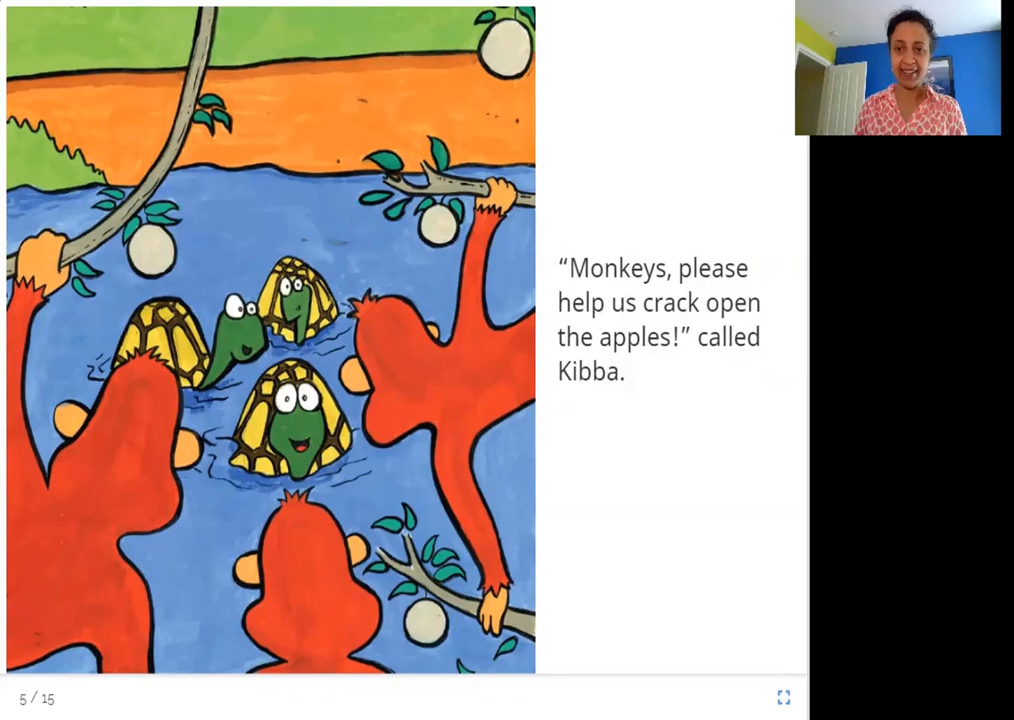 “Monkeys, please
help us crack open
the apples!” called
Kibba.
5 / 15